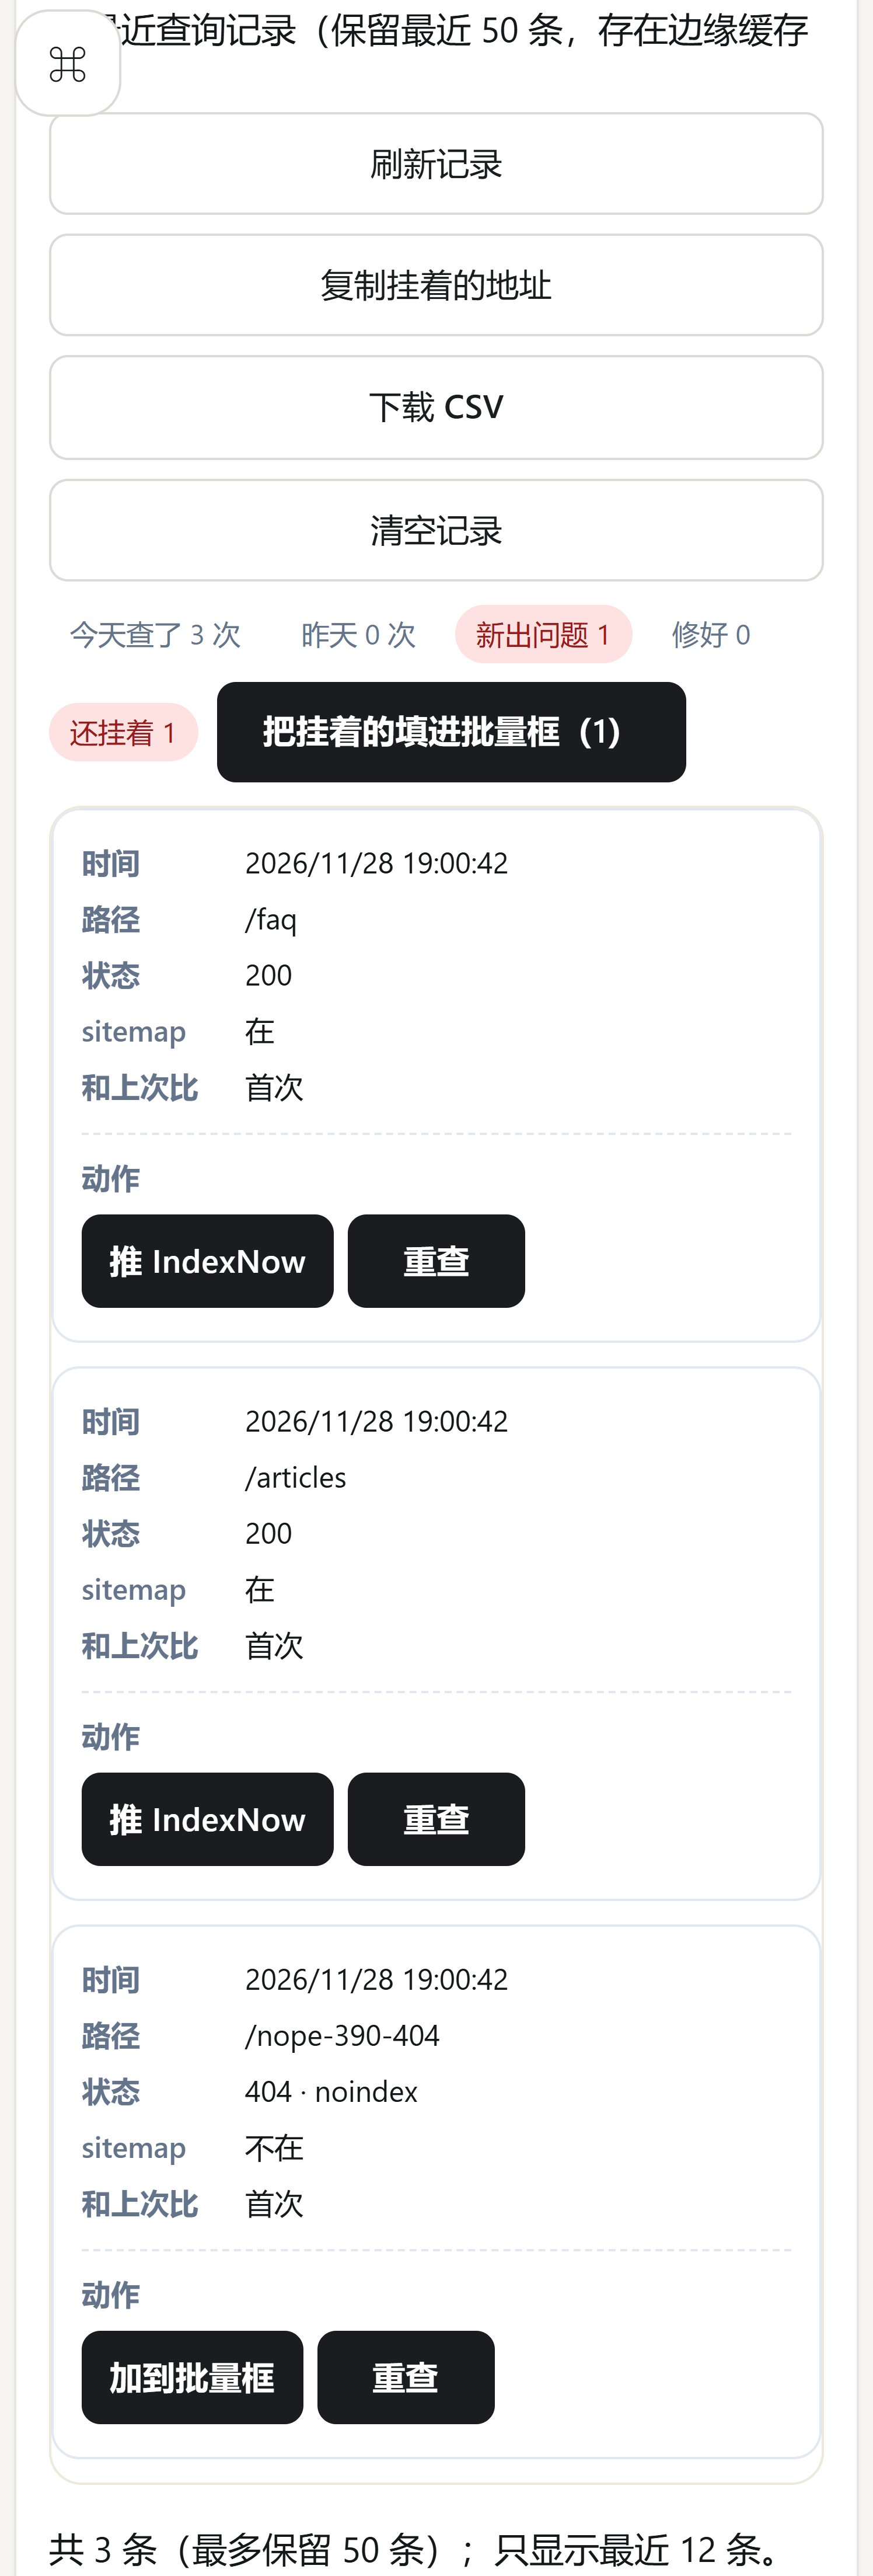 近查询记录（保留最近 50 条，存在边缘缓存
刷新记录
复制挂着的地址
下载 CSV
清空记录
今天查了 3 次 昨天 0 次 新出问题 1 修好 0
还挂着 1 把挂着的填进批量框（1）
时间 2026/11/28 19:00:42
路径 /faq
状态 200
sitemap 在
和上次比 首次
动作
推 IndexNow 重查
时间 2026/11/28 19:00:42
路径 /articles
状态 200
sitemap 在
和上次比 首次
动作
推 IndexNow 重查
时间 2026/11/28 19:00:42
路径 /nope-390-404
状态 404 · noindex
sitemap 不在
和上次比 首次
动作
加到批量框 重查
共 3 条（最多保留 50 条）；只显示最近 12 条。